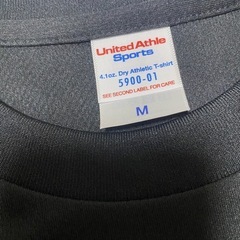 United Athle
Sports
4.1oz. Dry Athletic T-shirt
5900-01
SEE SECOND LABEL FOR CARE
M